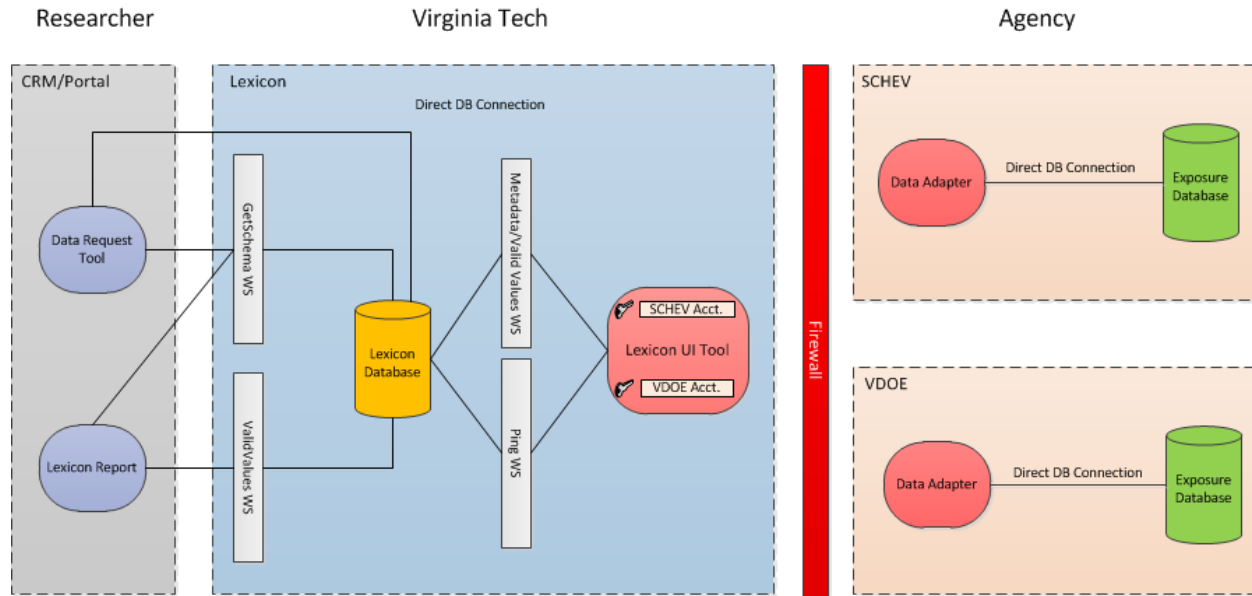 Researcher
Virginia Tech
Agency
CRM/Portal
Lexicon
Direct DB Connection
SCHEV
Data Adapter
Direct DB Connection
Exposure
Database
GetSchema WS
Metadata/Valid Values WS
Data Request
Tool
SCHEV Acct.
Lexicon UI Tool
VDOE Acct.
Firewall
Lexicon
Database
ValidValues WS
Ping WS
Lexicon Report
VDOE
Data Adapter
Direct DB Connection
Exposure
Database